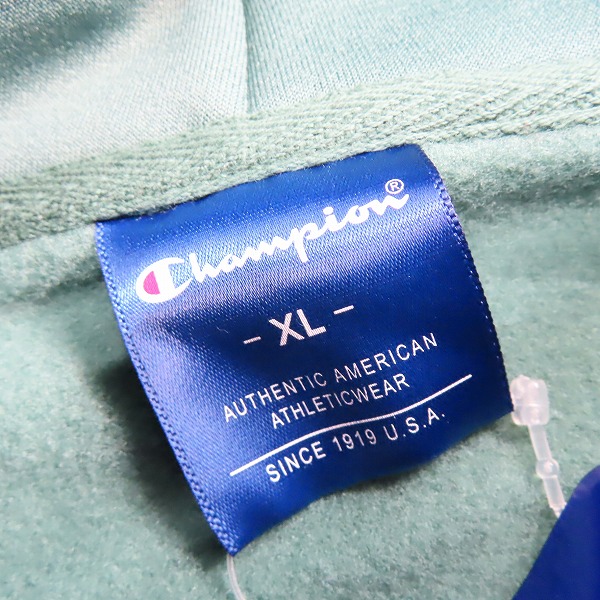 Champion®
- XL -
AUTHENTIC AMERICAN
ATHLETICWEAR
SINCE 1919 U.S.A.